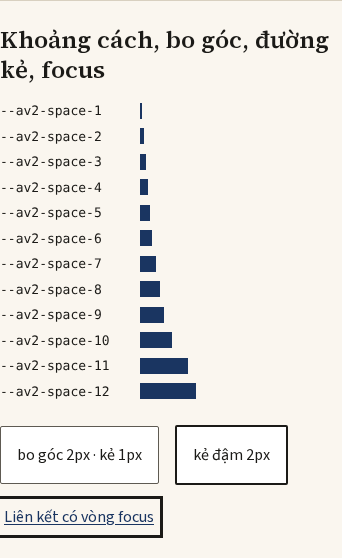 Khoảng cách, bo góc, đường
kẻ, focus
--av2-space-1
--av2-space-2
--av2-space-3
--av2-space-4
--av2-space-5
--av2-space-6
--av2-space-7
--av2-space-8
--av2-space-9
--av2-space-10
--av2-space-11
--av2-space-12
bo góc 2px · kẻ 1px
kẻ đậm 2px
Liên kết có vòng focus